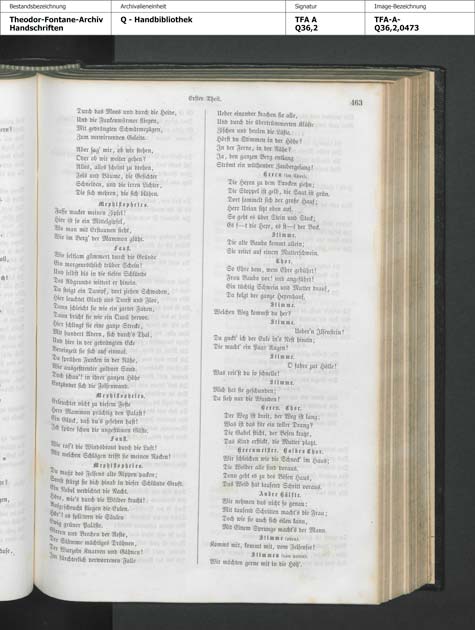 Bestandsbezeichnung
Theodor-Fontane-Archiv
Handschriften
Archivalieneinheit
Q - Handbibliothek
Signatur
TFA A
Q36,2
Image-Bezeichnung
TFA-A-
Q36,2,0473
Erster Theil.
463
Durch das Moos und durch die Heide,
Und die Funkenwürmer fliegen,
Mit gedrängten Schwärmezügen,
Zum verwirrenden Geleite.
Aber sag' mir, ob wir stehen,
Oder ob wir weiter gehen?
Alles, alles scheint zu drehen,
Fels und Bäume, die Gesichter
Schneiden, und die irren Lichter,
Die sich mehren, die sich blähen.
Mephistopheles.
Fasse wacker meinen Zipfel!
Hier ist so ein Mittelgipfel,
Wo man mit Erstaunen sieht,
Wie im Berg der Mammon glüht.
Faust.
Wie seltsam glimmert durch die Gründe
Ein morgenröthlich trüber Schein!
Und selbst bis in die tiefen Schlünde
Des Abgrunds wittert er hinein.
Da steigt ein Dampf, dort ziehen Schwaden,
Hier leuchtet Gluth aus Dunst und Flor,
Dann schleicht sie wie ein zarter Faden,
Dann bricht sie wie ein Quell hervor.
Hier schlingt sie eine ganze Strecke,
Mit hundert Adern, sich durch's Thal,
Und hier in der gedrängten Ecke
Vereinzelt sie sich auf einmal.
Da sprühen Funken in der Nähe,
Wie ausgestreuter goldner Sand.
Doch schau'! in ihrer ganzen Höhe
Entzündet sich die Felsenwand.
Mephistopheles.
Erleuchtet nicht zu diesem Feste
Herr Mammon prächtig den Palast?
Ein Glück, daß du's gesehen hast!
Ich spüre schon die ungestümen Gäste.
Faust.
Wie ras't die Windsbraut durch die Luft!
Mit welchen Schlägen trifft sie meinen Nacken!
Mephistopheles.
Du mußt des Felsens alte Rippen packen;
Sonst stürzt sie dich hinab in dieser Schlünde Gruft.
Ein Nebel verdichtet die Nacht.
Höre, wie's durch die Wälder kracht!
Aufgescheucht fliegen die Eulen.
Hör', es splittern die Säulen
Ewig grüner Paläste.
Girren und Brechen der Aeste,
Der Stämme mächtiges Dröhnen,
Der Wurzeln Knarren und Gähnen!
Im fürchterlich verworrenen Falle
Ueber einander krachen sie alle,
Und durch die übertrümmerten Klüfte
Zischen und heulen die Lüfte.
Hörst du Stimmen in der Höhe?
In der Ferne, in der Nähe?
Ja, den ganzen Berg entlang
Strömt ein wüthender Zaubergesang!
Hexen (im Chor).
Die Hexen zu dem Brocken ziehn;
Die Stoppel ist gelb, die Saat ist grün.
Dort sammelt sich der große Hauf;
Herr Urian sitzt oben auf.
So geht es über Stein und Stock;
Es f—t die Hexe, es st—t der Bock.
Stimme.
Die alte Baubo kommt allein;
Sie reitet auf einem Mutterschwein.
Chor.
So Ehre dem, wem Ehre gebührt!
Frau Baubo vor! und angeführt!
Ein tüchtig Schwein und Mutter drauf,
Da folgt der ganze Hexenhauf.
Stimme.
Welchen Weg kommst du her?
Stimme.
Ueber'n Ilsenstein!
Da guckt' ich der Eule in's Nest hinein;
Die macht' ein Paar Augen!
Stimme.
O fahre zur Hölle!
Was reit'st du so schnelle!
Stimme.
Mich hat sie geschunden;
Da sieh nur die Wunden!
Hexen. Chor.
Der Weg ist breit, der Weg ist lang;
Was ist das für ein toller Drang?
Die Gabel sticht, der Besen kratzt,
Das Kind erstickt, die Mutter platzt.
Hexenmeister. Halbes Chor.
Wir schleichen wie die Schneck' im Haus;
Die Weiber alle sind voraus.
Denn geht es zu des Bösen Haus,
Das Weib hat tausend Schritt voraus.
Andre Hälfte.
Wir nehmen das nicht so genau:
Mit tausend Schritten macht's die Frau;
Doch wie sie auch sich eilen kann,
Mit Einem Sprunge macht's der Mann.
Stimme (oben).
Kommt mit, kommt mit, vom Felsensee!
Stimmen (von unten).
Wir möchten gerne mit in die Höh'.